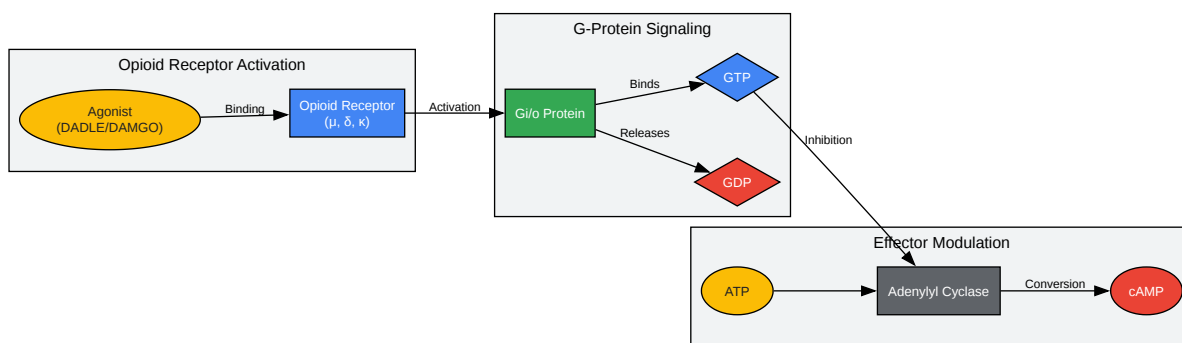 G-Protein Signaling
Opioid Receptor Activation
Agonist
(DADLE/DAMGO)
Binding
Opioid Receptor
(μ, δ, κ)
Activation
Gi/o Protein
Binds
GTP
Releases
GDP
Inhibition
Effector Modulation
ATP
Adenylyl Cyclase
Conversion
cAMP